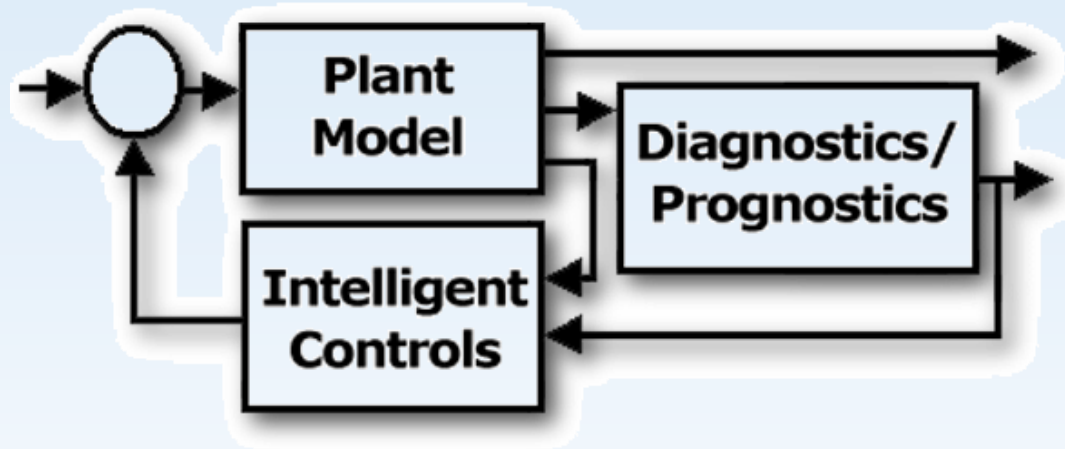 Plant
Model
Diagnostics/
Prognostics
Intelligent
Controls